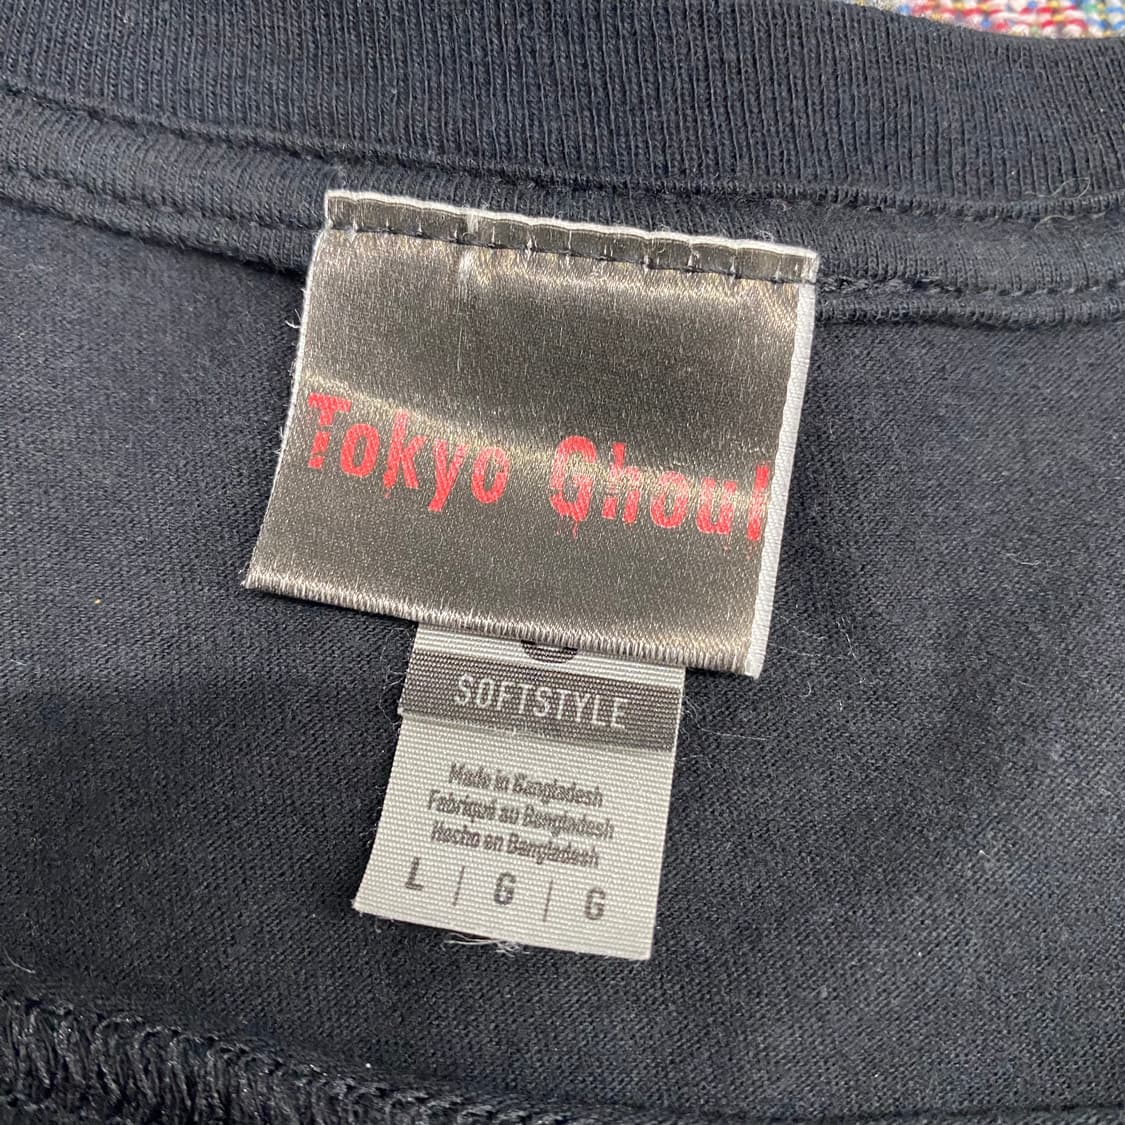 Tokyo Ghoul
SOFTSTYLE
Made in Bangladesh
Fabriqué au Bangladesh
Hecho en Bangladesh
L | G | G